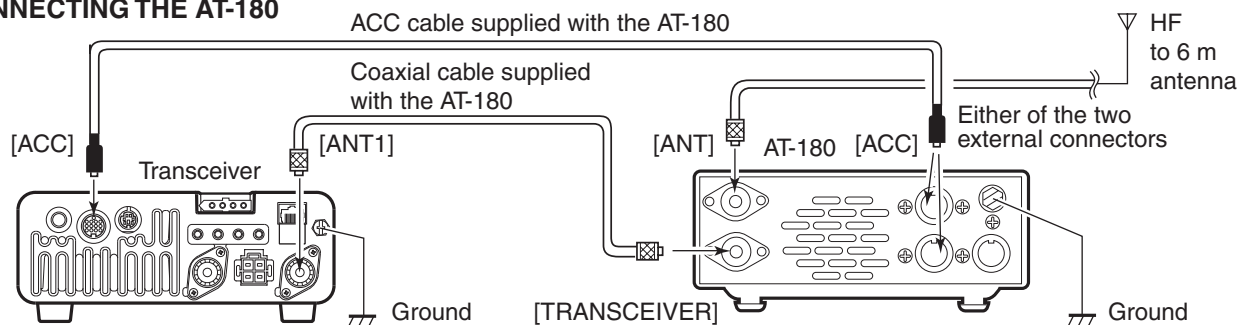 NNECTING THE AT-180
ACC cable supplied with the AT-180
HF
to 6 m
antenna
Coaxial cable supplied
with the AT-180
Either of the two
external connectors
[ACC]
Transceiver
[ANT1]
[ANT]
AT-180
[ACC]
Ground
[TRANSCEIVER]
Ground